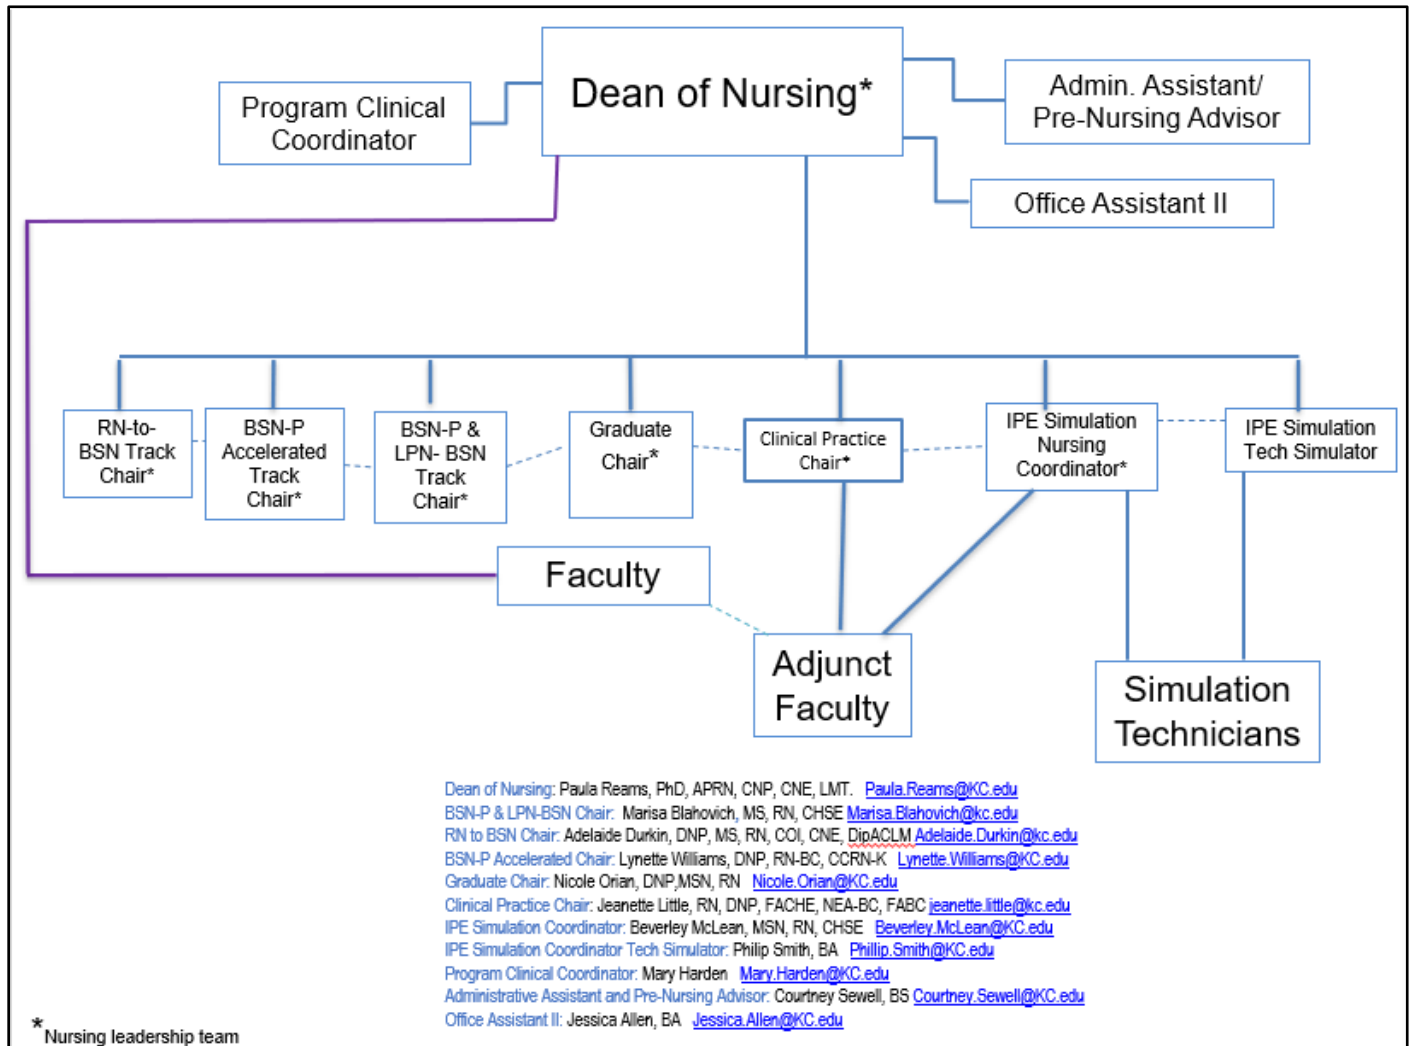 Dean of Nursing*
Program Clinical
Coordinator
Admin. Assistant/
Pre-Nursing Advisor
Office Assistant II
RN-to-
BSN Track
Chair*
BSN-P
Accelerated
Track
Chair*
BSN-P &
LPN- BSN
Track
Chair*
Graduate
Chair*
Clinical Practice
Chair*
IPE Simulation
Nursing
Coordinator*
IPE Simulation
Tech Simulator
Faculty
Adjunct
Faculty
Simulation
Technicians
Dean of Nursing: Paula Reams, PhD, APRN, CNP, CNE, LMT. Paula.Reams@KC.edu
BSN-P & LPN-BSN Chair: Marisa Blahovich, MS, RN, CHSE Marisa.Blahovich@kc.edu
RN to BSN Chair: Adelaide Durkin, DNP, MS, RN, COI, CNE, DipACLM Adelaide.Durkin@kc.edu
BSN-P Accelerated Chair: Lynette Williams, DNP, RN-BC, CCRN-K Lynette.Williams@KC.edu
Graduate Chair: Nicole Orian, DNP,MSN, RN Nicole.Orian@KC.edu
Clinical Practice Chair: Jeanette Little, RN, DNP, FACHE, NEA-BC, FABC jeanette.little@kc.edu
IPE Simulation Coordinator: Beverley McLean, MSN, RN, CHSE Beverley.McLean@KC.edu
IPE Simulation Coordinator Tech Simulator: Philip Smith, BA Phillip.Smith@KC.edu
Program Clinical Coordinator: Mary Harden Mary.Harden@KC.edu
Administrative Assistant and Pre-Nursing Advisor: Courtney Sewell, BS Courtney.Sewell@KC.edu
Office Assistant II: Jessica Allen, BA Jessica.Allen@KC.edu
*Nursing leadership team